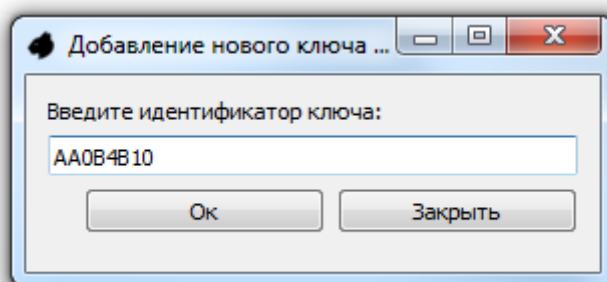 Добавление нового ключа ...
Введите идентификатор ключа:
AA0B4B10
Ок
Закрыть